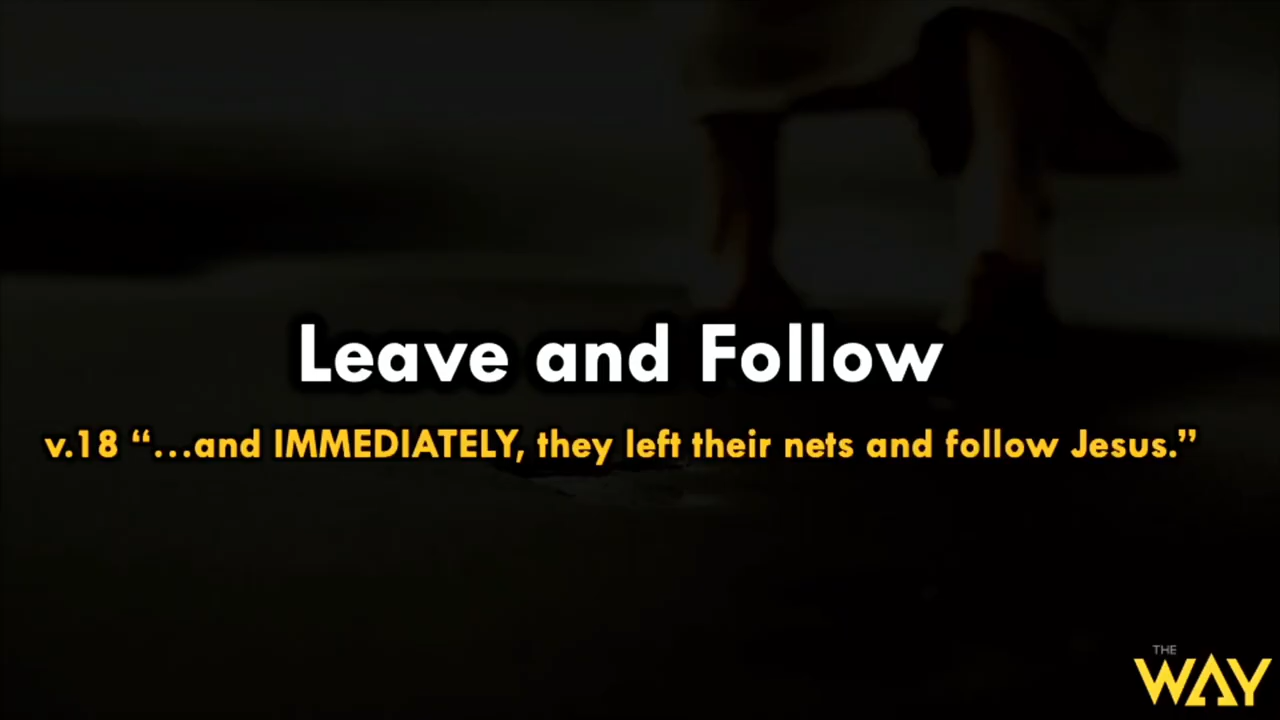 Leave and Follow
v.18 “...and IMMEDIATELY, they left their nets and follow Jesus.”
THE
WAY